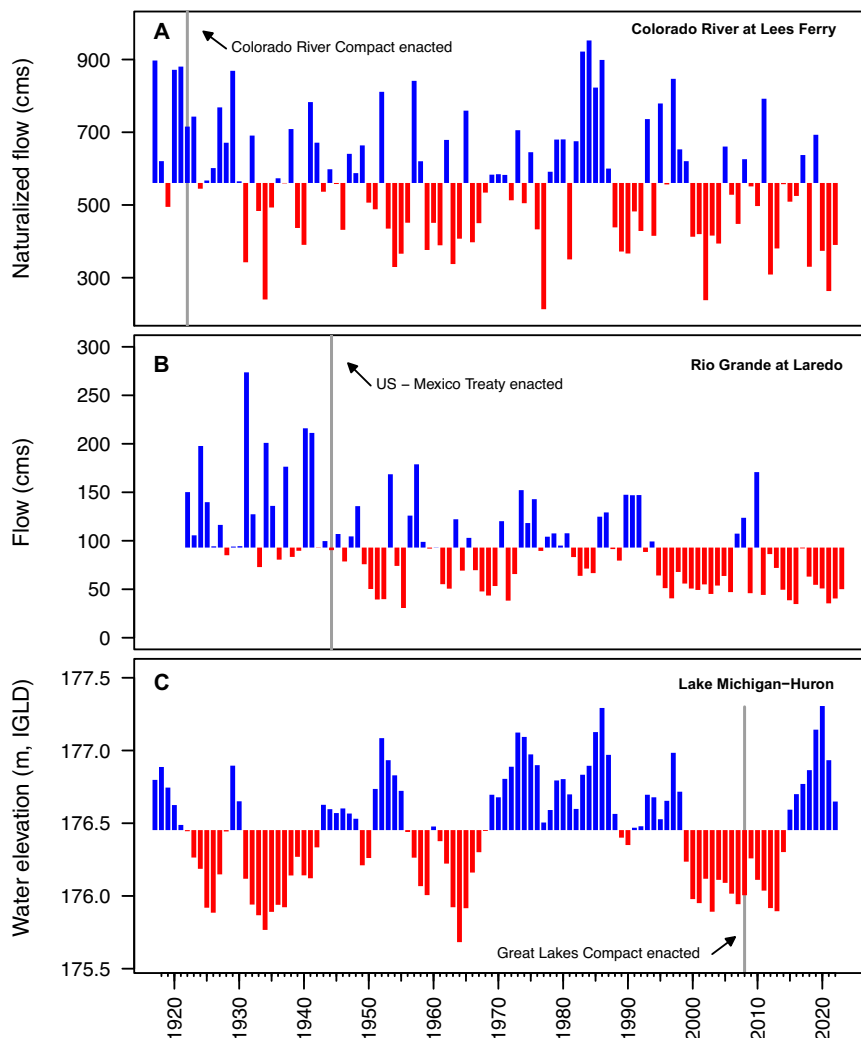 A
Colorado River at Lees Ferry
Colorado River Compact enacted
Naturalized flow (cms)
900
700
500
300
B
Rio Grande at Laredo
US − Mexico Treaty enacted
Flow (cms)
300
250
200
150
100
50
0
C
Lake Michigan−Huron
Great Lakes Compact enacted
Water elevation (m, IGLD)
177.5
177.0
176.5
176.0
175.5
1920
1930
1940
1950
1960
1970
1980
1990
2000
2010
2020